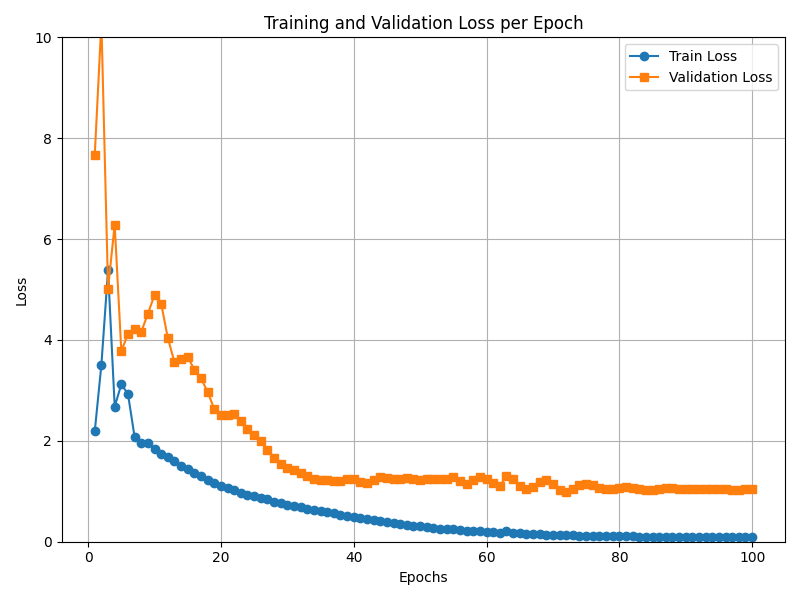 Training and Validation Loss per Epoch
Train Loss
Validation Loss
10
8
6
4
2
0
Loss
0 20 40 60 80 100
Epochs